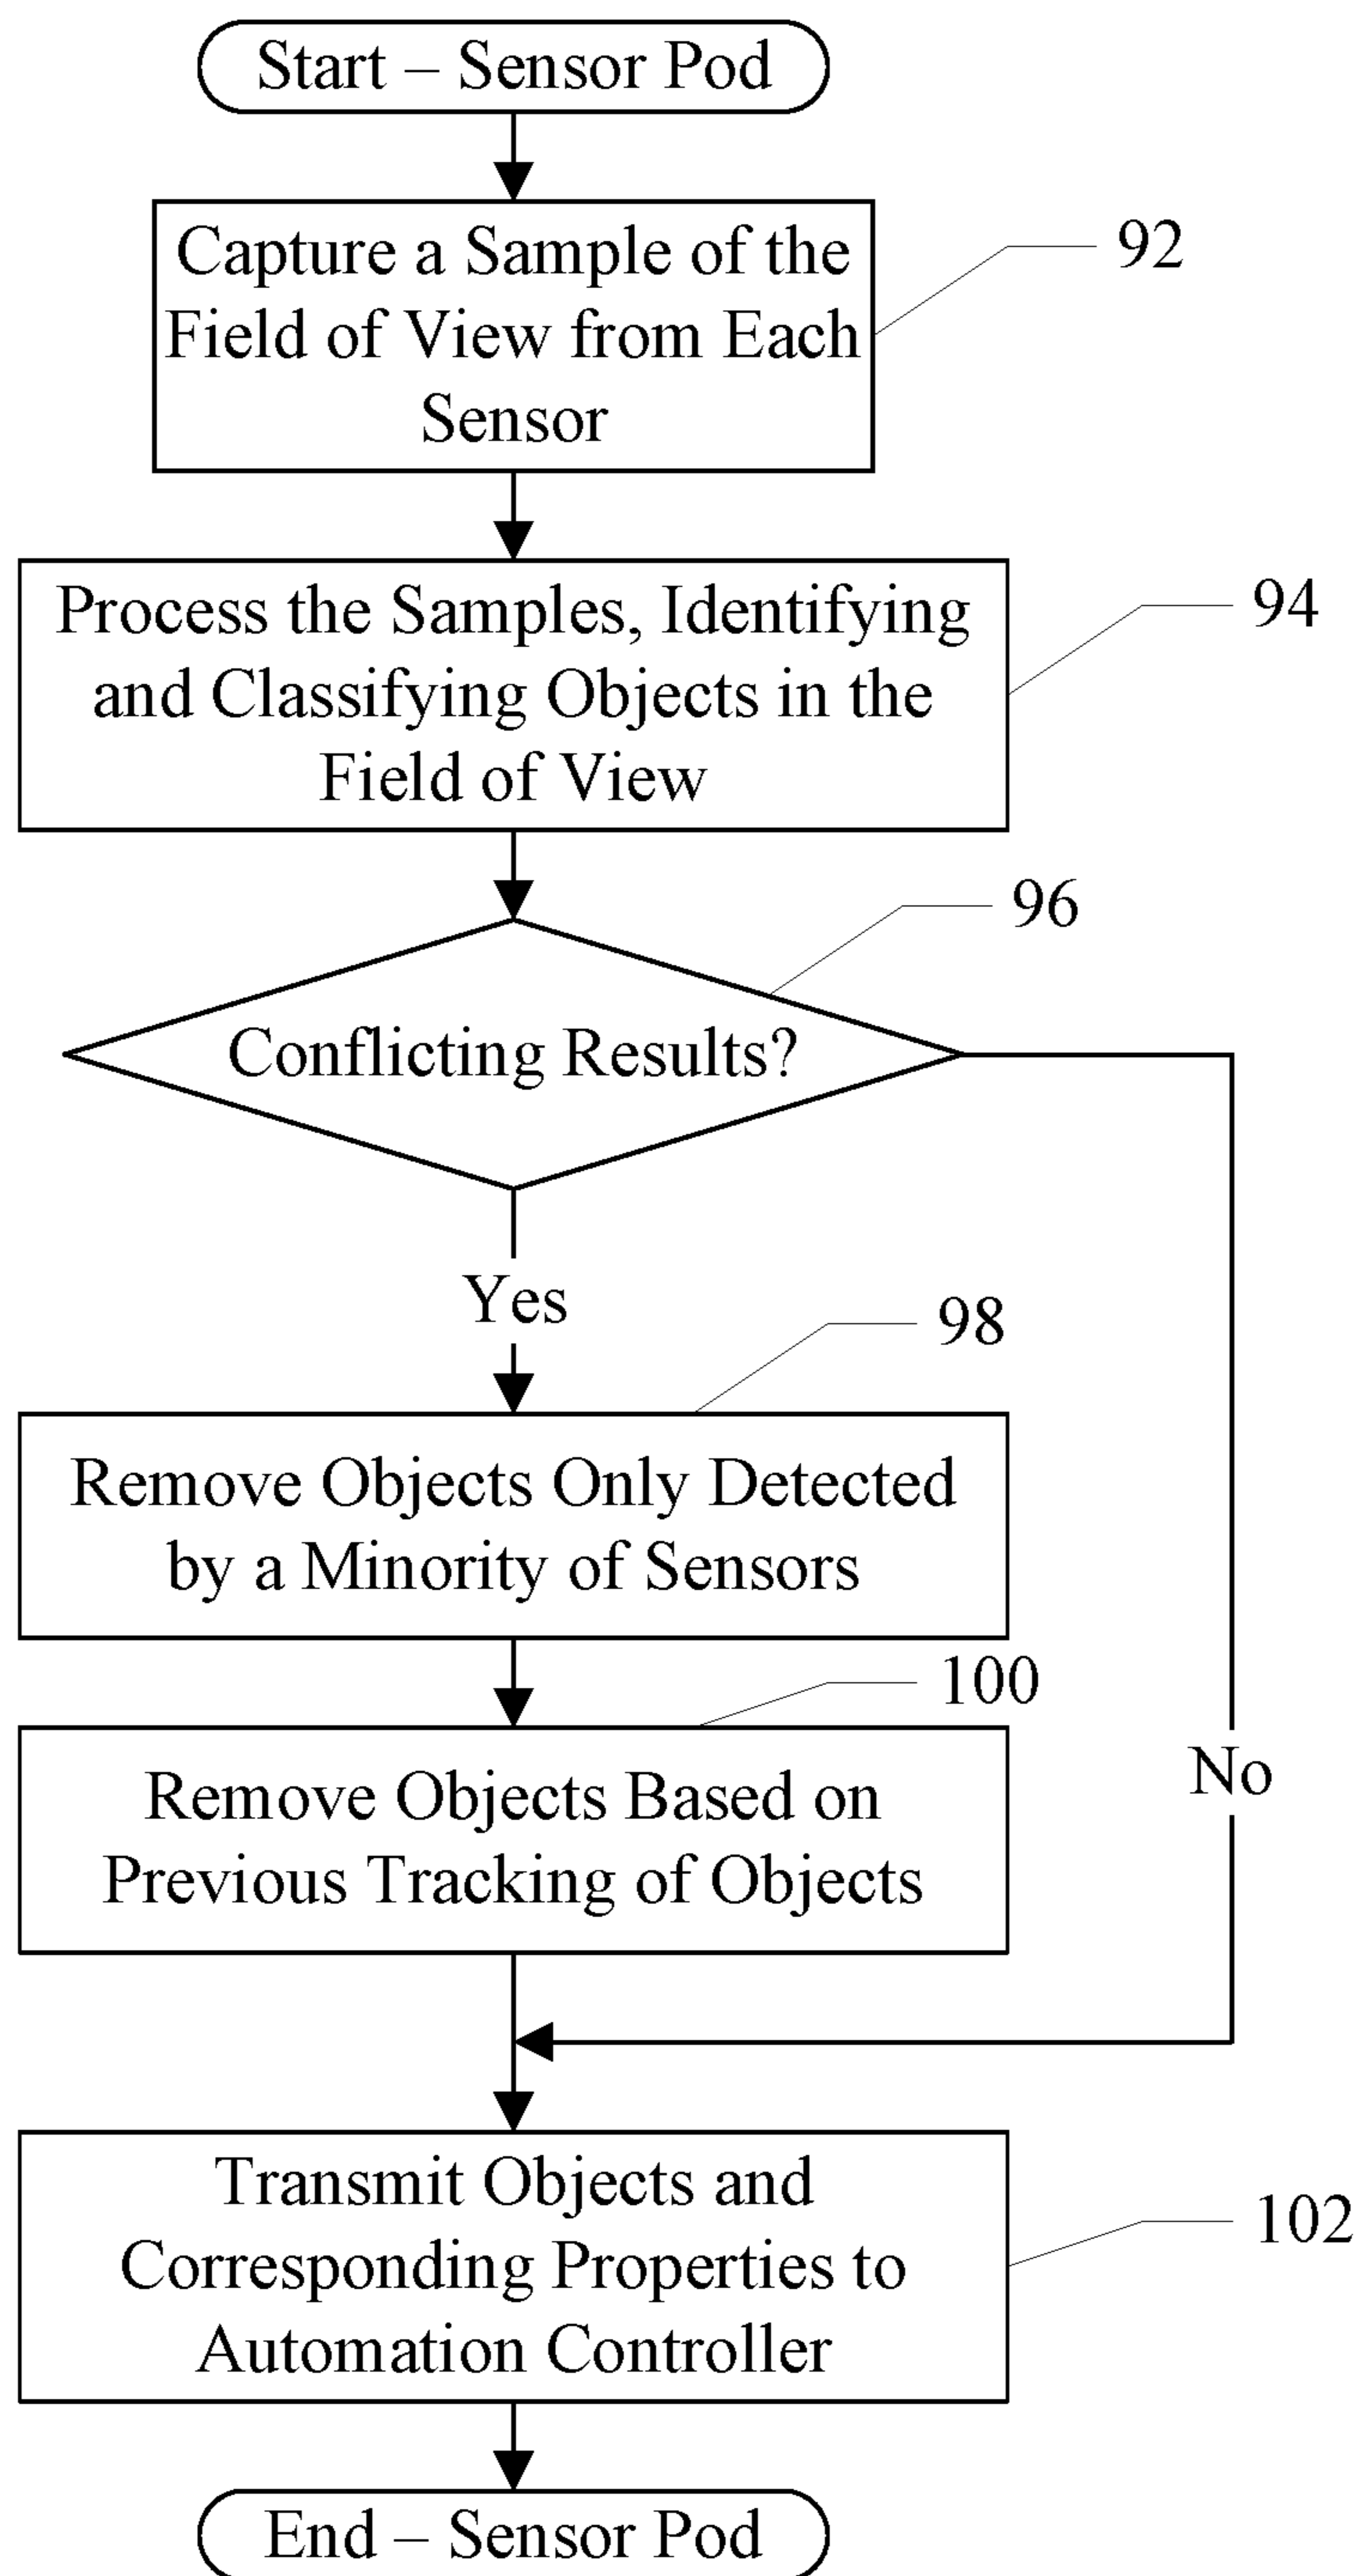 Start – Sensor Pod
Capture a Sample of the
Field of View from Each
Sensor
92
Process the Samples, Identifying
and Classifying Objects in the
Field of View
94
96
Conflicting Results?
Yes
98
Remove Objects Only Detected
by a Minority of Sensors
100
Remove Objects Based on
Previous Tracking of Objects
No
Transmit Objects and
Corresponding Properties to
Automation Controller
102
End – Sensor Pod